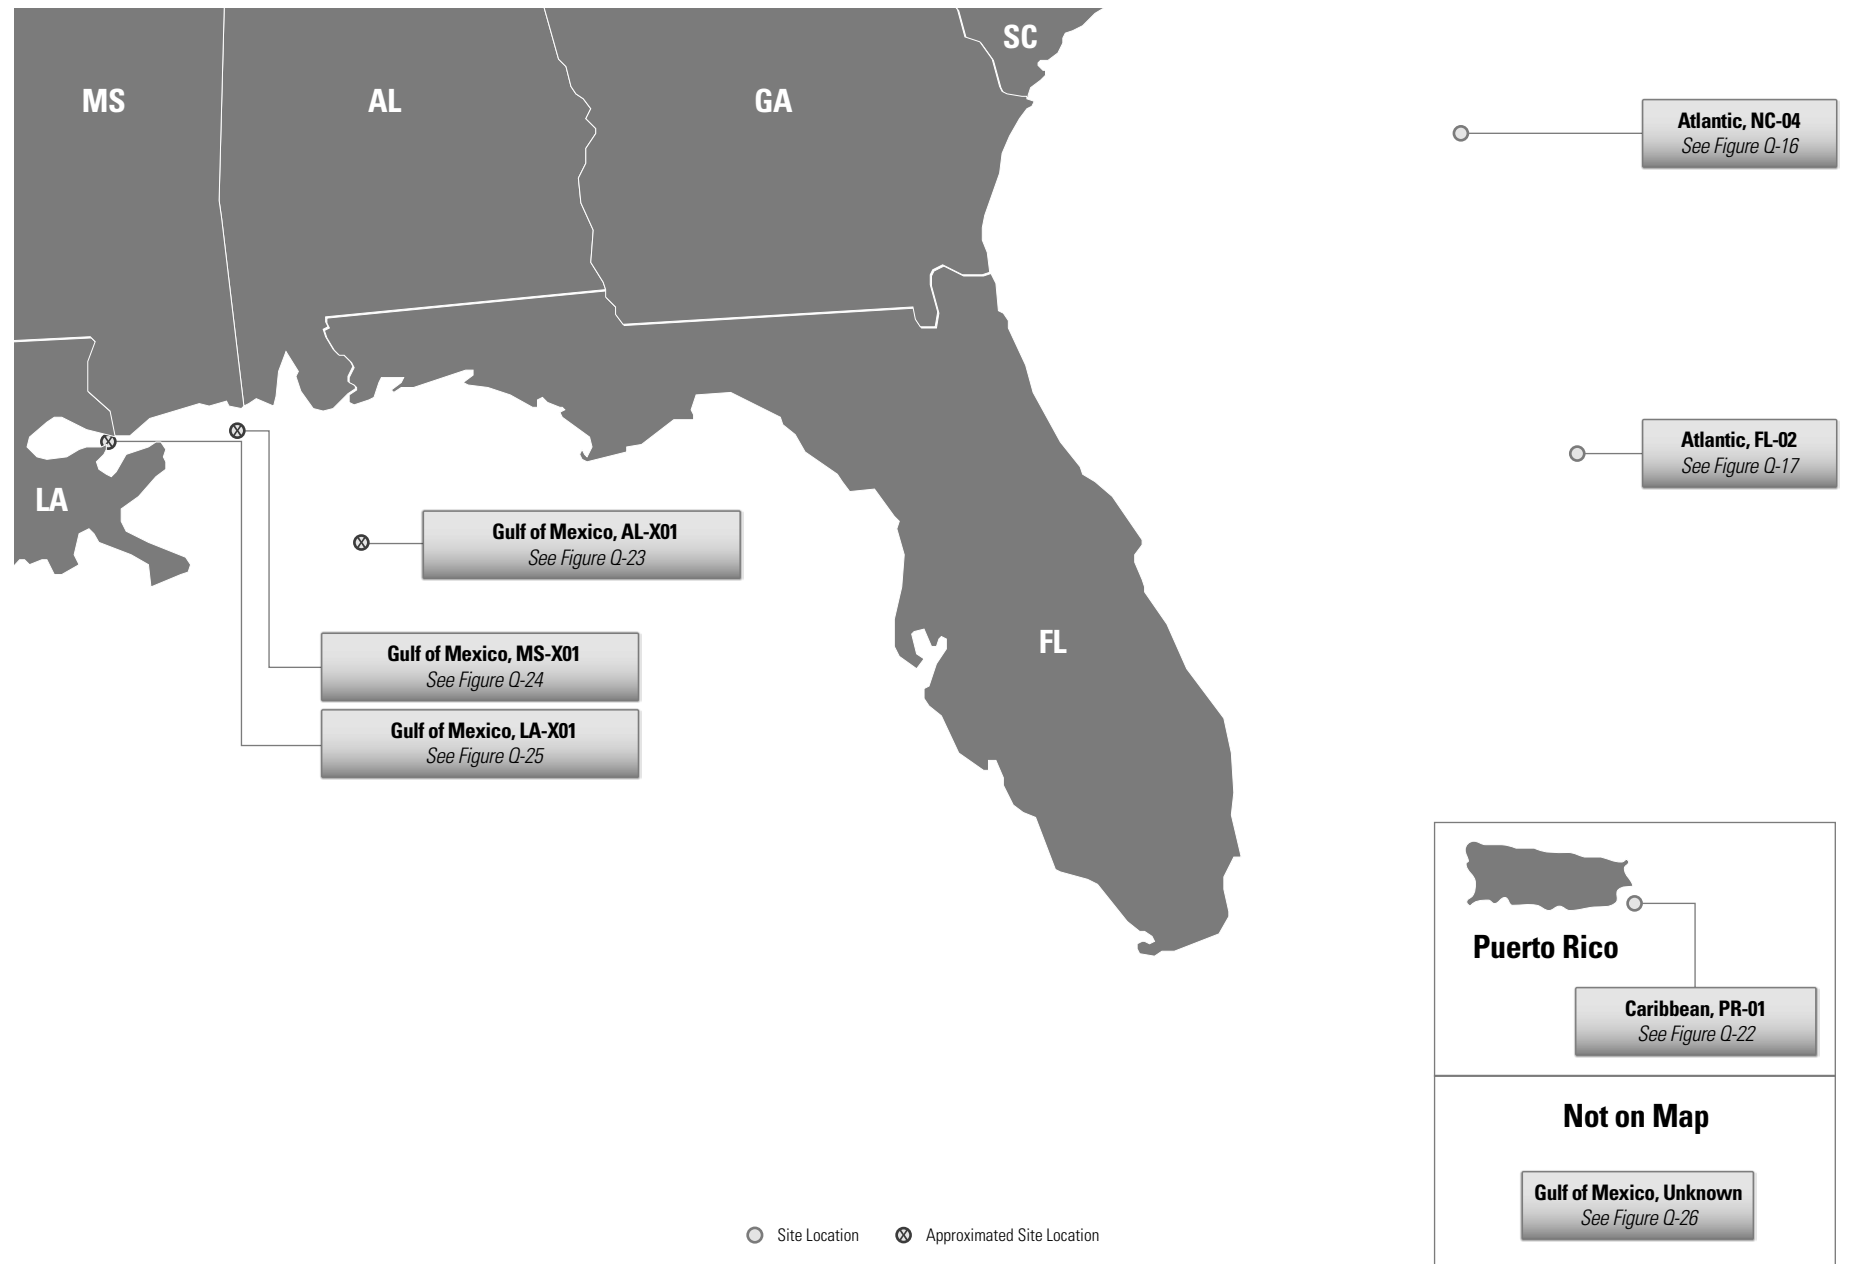 SC
MS
AL
GA
Atlantic, NC-04
See Figure Q-16
Atlantic, FL-02
See Figure Q-17
LA
Gulf of Mexico, AL-X01
See Figure Q-23
FL
Gulf of Mexico, MS-X01
See Figure Q-24
Gulf of Mexico, LA-X01
See Figure Q-25
Puerto Rico
Caribbean, PR-01
See Figure Q-22
Not on Map
Gulf of Mexico, Unknown
See Figure Q-26
Site Location
Approximated Site Location